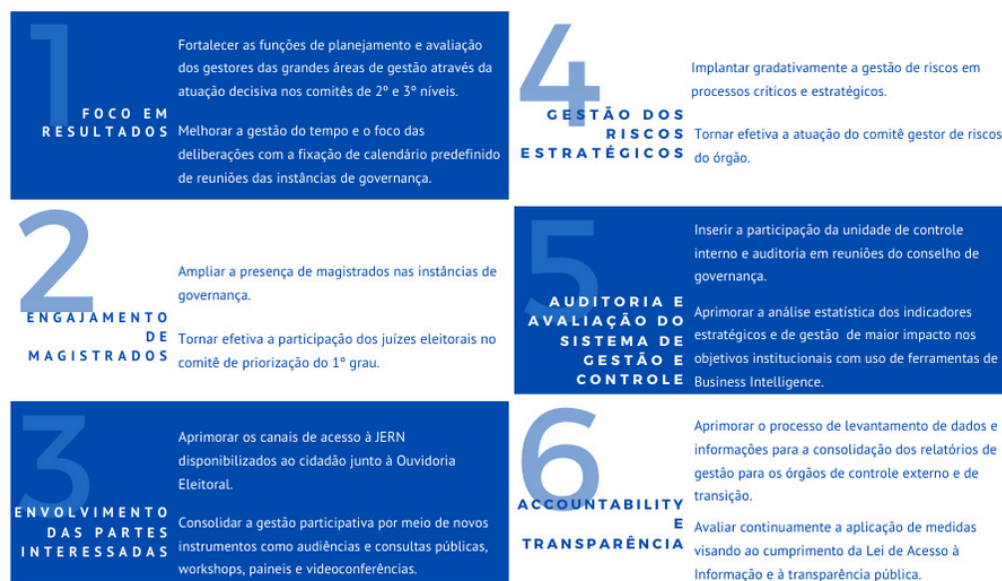 1
FOCO EM
RESULTADOS
Fortalecer as funções de planejamento e avaliação
dos gestores das grandes áreas de gestão através da
atuação decisiva nos comitês de 2º e 3º níveis.
Melhorar a gestão do tempo e o foco das
deliberações com a fixação de calendário predefinido
de reuniões das instâncias de governança.
2
ENGAJAMENTO
DE
MAGISTRADOS
Ampliar a presença de magistrados nas instâncias de
governança.
Tornar efetiva a participação dos juízes eleitorais no
comitê de priorização do 1º grau.
3
ENVOLVIMENTO
DAS PARTES
INTERESSADAS
Aprimorar os canais de acesso à JERN
disponibilizados ao cidadão junto à Ouvidoria
Eleitoral.
Consolidar a gestão participativa por meio de novos
instrumentos como audiências e consultas públicas,
workshops, paineis e videoconferências.
4
GESTÃO DOS
RISCOS
ESTRATÉGICOS
Implantar gradativamente a gestão de riscos em
processos críticos e estratégicos.
Tornar efetiva a atuação do comitê gestor de riscos
do órgão.
5
AUDITORIA E
AVALIAÇÃO DO
SISTEMA DE
GESTÃO E
CONTROLE
Inserir a participação da unidade de controle
interno e auditoria em reuniões do conselho de
governança.
Aprimorar a análise estatística dos indicadores
estratégicos e de gestão de maior impacto nos
objetivos institucionais com uso de ferramentas de
Business Intelligence.
6
ACCOUNTABILITY
E
TRANSPARÊNCIA
Aprimorar o processo de levantamento de dados e
informações para a consolidação dos relatórios de
gestão para os órgãos de controle externo e de
transição.
Avaliar continuamente a aplicação de medidas
visando ao cumprimento da Lei de Acesso à
Informação e à transparência pública.